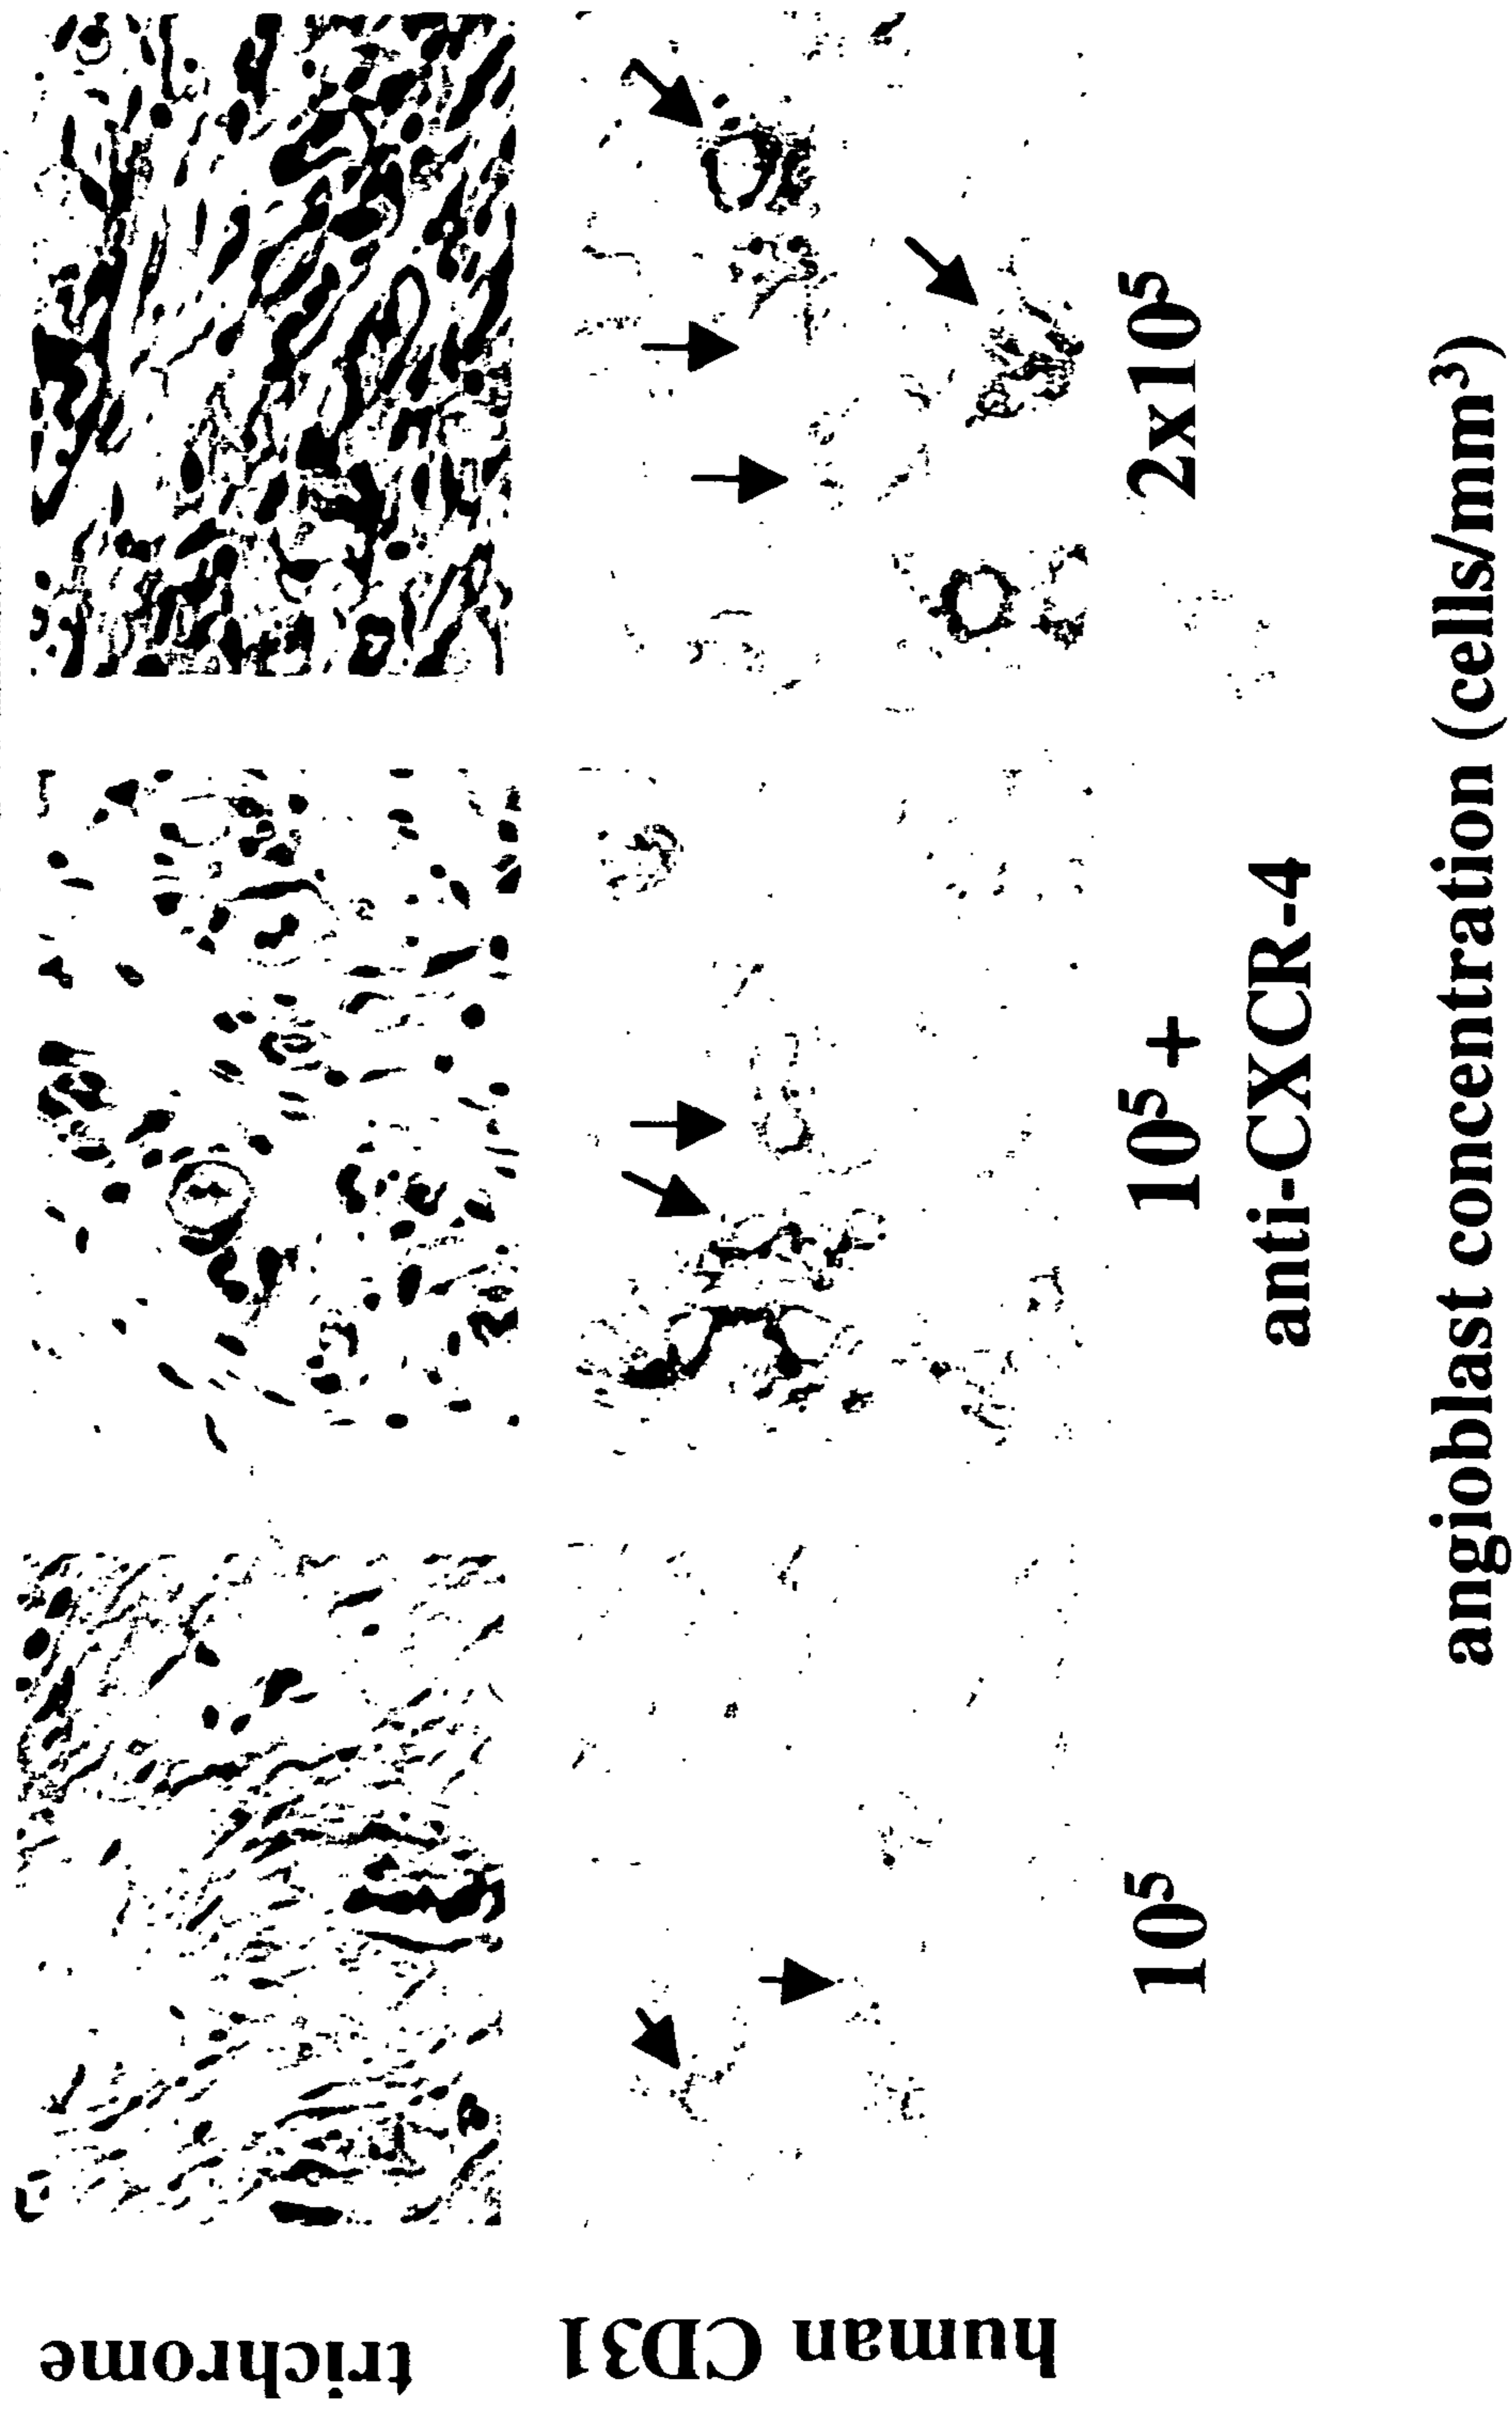 trichrome
human CD31
10⁵
10⁵ +
anti-CXCR-4
2x10⁵
angioblast concentration (cells/mm³)